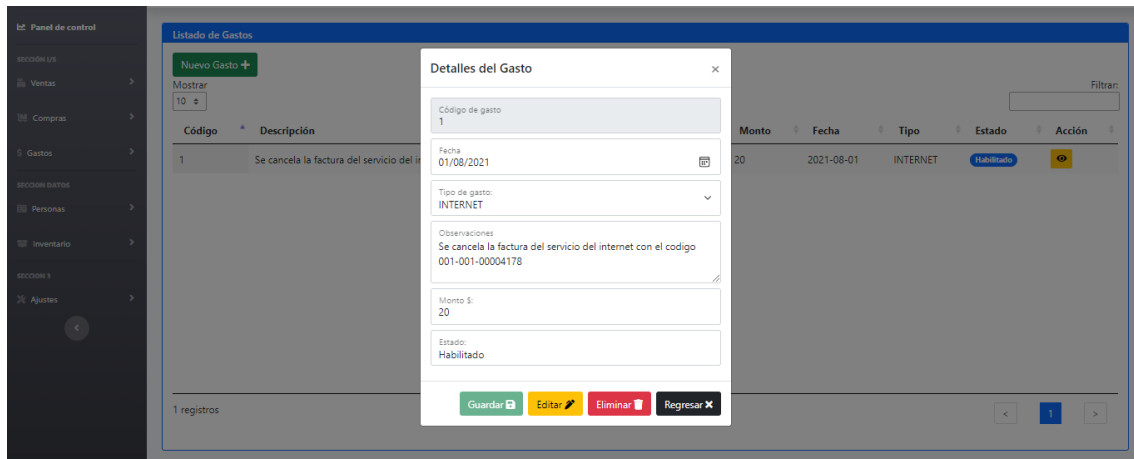 Panel de control
SECCIÓN I/S
Ventas
Compras
$ Gastos
SECCION DATOS
Personas
Inventario
SECCION S
Ajustes
Listado de Gastos
Nuevo Gasto
Mostrar
10
Filtrar:
Código Descripción Monto Fecha Tipo Estado Acción
1 Se cancela la factura del servicio del in 20 2021-08-01 INTERNET Habilitado
1 registros
< 1 >
Detalles del Gasto ×
Código de gasto
1
Fecha
01/08/2021
Tipo de gasto:
INTERNET
Observaciones
Se cancela la factura del servicio del internet con el codigo
001-001-00004178
Monto $:
20
Estado:
Habilitado
Guardar Editar Eliminar Regresar